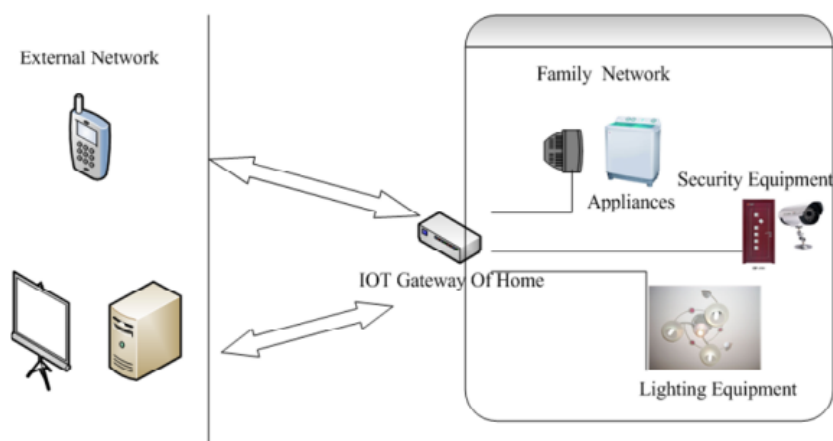 External Network
Family Network
Security Equipment
Appliances
IOT Gateway Of Home
Lighting Equipment